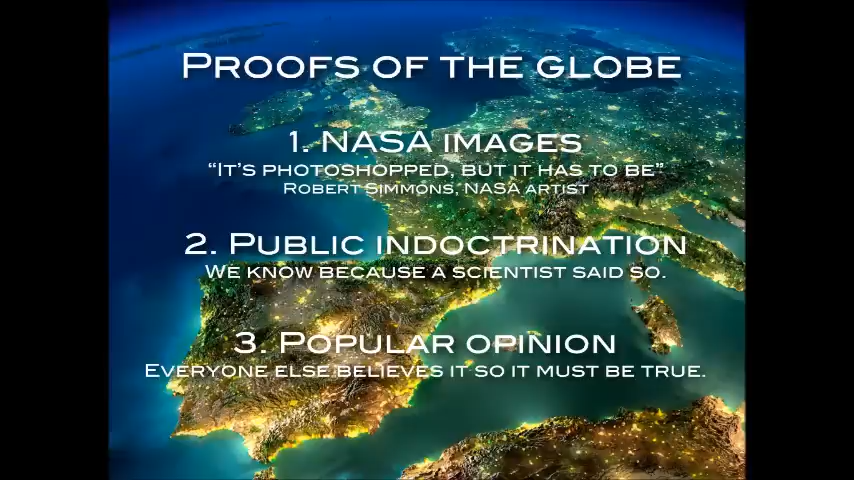 Proofs of the globe
1. NASA images
“It’s photoshopped, but it has to be”
Robert Simmons, NASA artist
2. Public indoctrination
We know because a scientist said so.
3. Popular opinion
Everyone else believes it so it must be true.